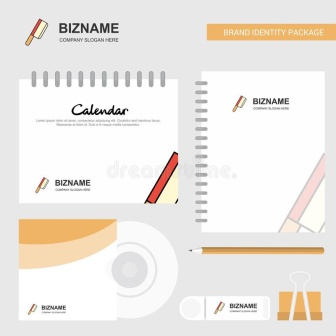 BIZNAME
COMPANY SLOGAN HERE
BRAND IDENTITY PACKAGE
Calendar
BIZNAME
COMPANY SLOGAN HERE
BIZNAME
COMPANY SLOGAN HERE
dreamstime
BIZNAME
COMPANY SLOGAN HERE
BIZNAME
COMPANY SLOGAN HERE